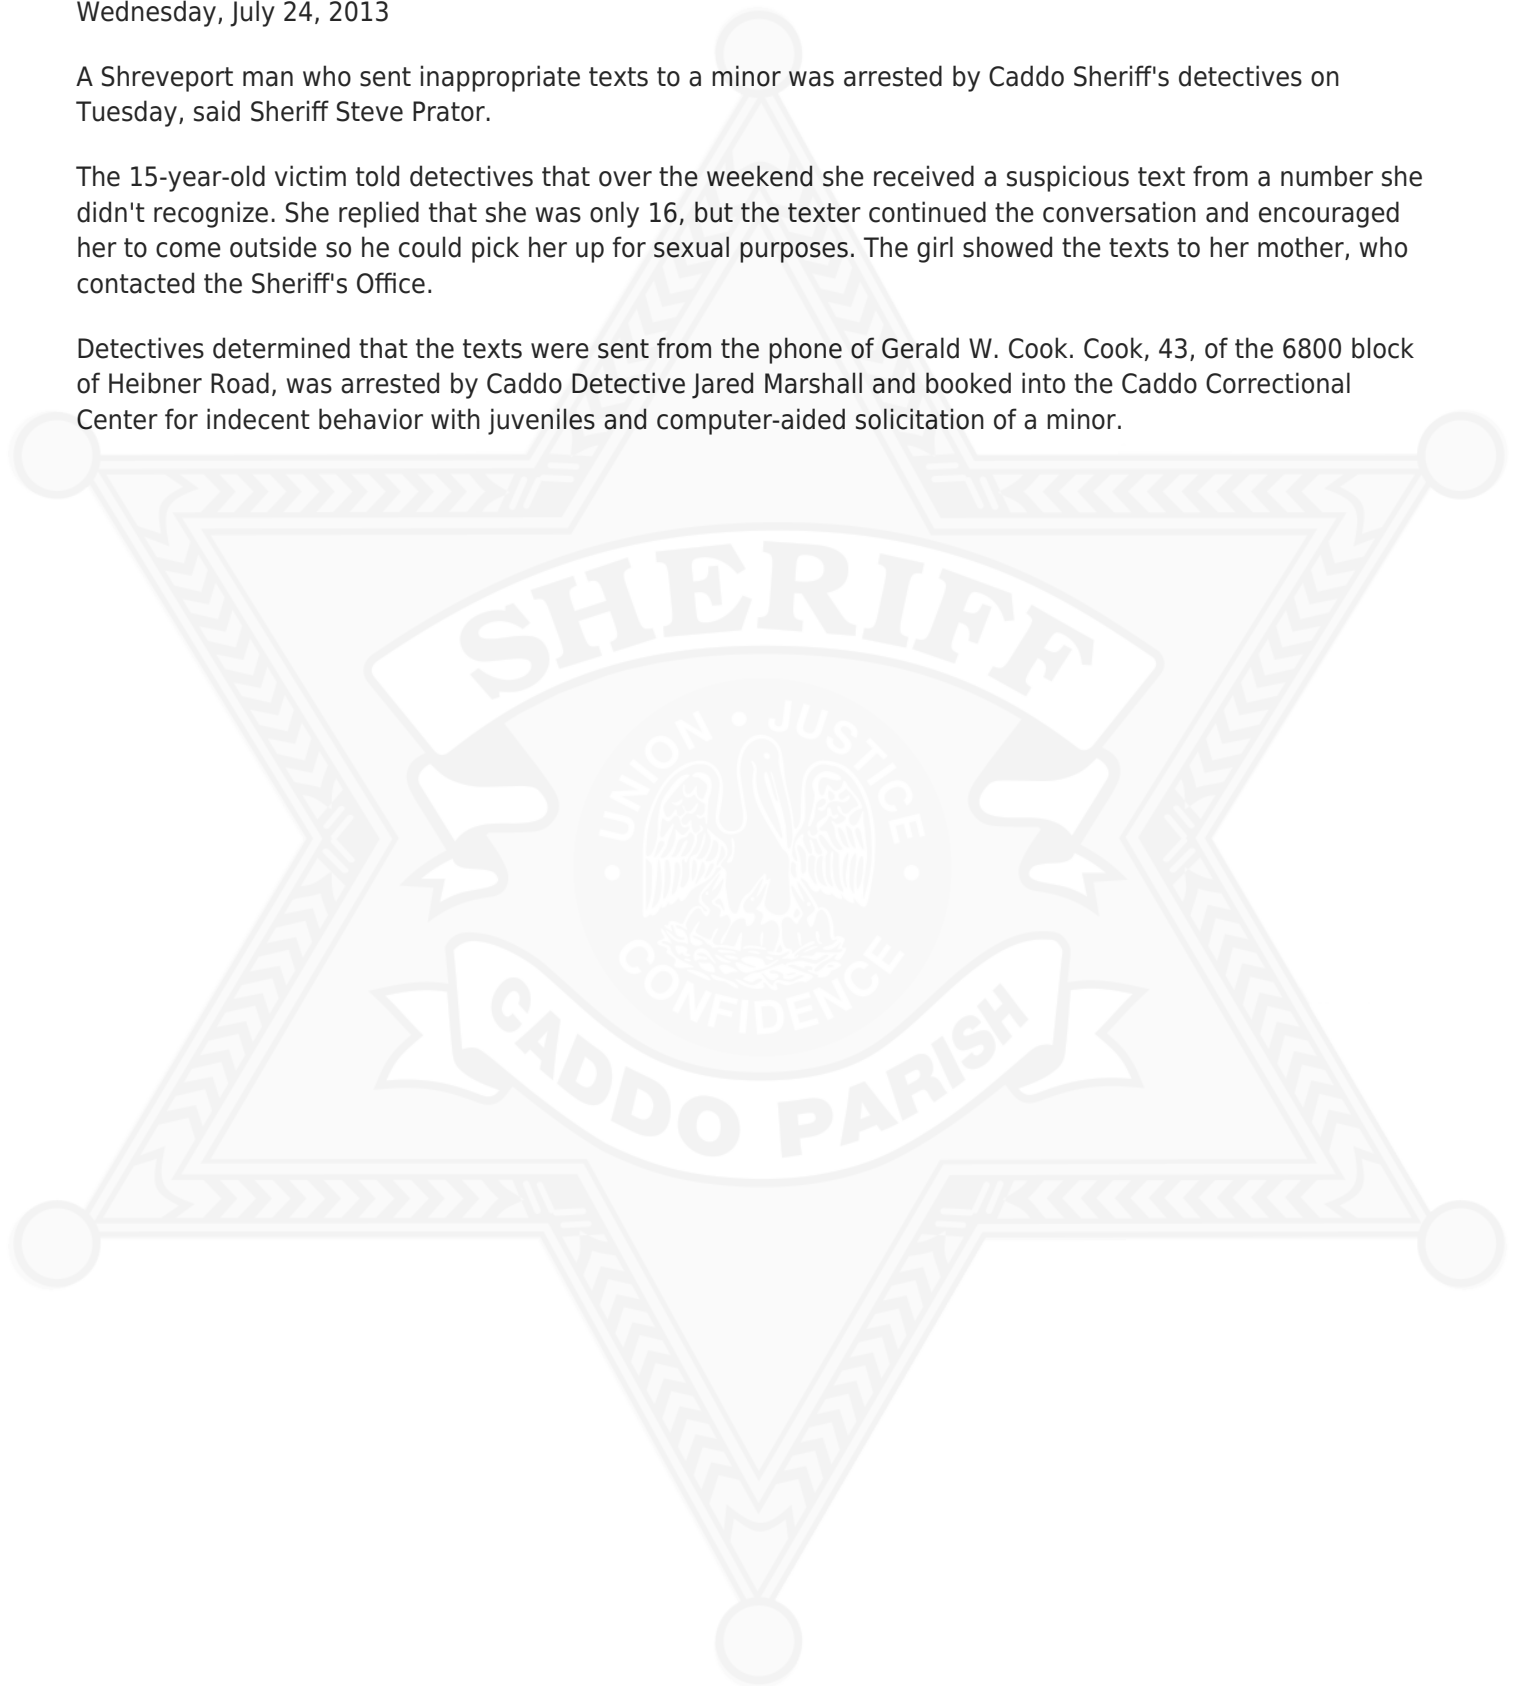 Wednesday, July 24, 2013
A Shreveport man who sent inappropriate texts to a minor was arrested by Caddo Sheriff's detectives on
Tuesday, said Sheriff Steve Prator.
The 15-year-old victim told detectives that over the weekend she received a suspicious text from a number she
didn't recognize. She replied that she was only 16, but the texter continued the conversation and encouraged
her to come outside so he could pick her up for sexual purposes. The girl showed the texts to her mother, who
contacted the Sheriff's Office.
Detectives determined that the texts were sent from the phone of Gerald W. Cook. Cook, 43, of the 6800 block
of Heibner Road, was arrested by Caddo Detective Jared Marshall and booked into the Caddo Correctional
Center for indecent behavior with juveniles and computer-aided solicitation of a minor.
SHERIFF
UNION • JUSTICE
• CONFIDENCE •
CADDO PARISH